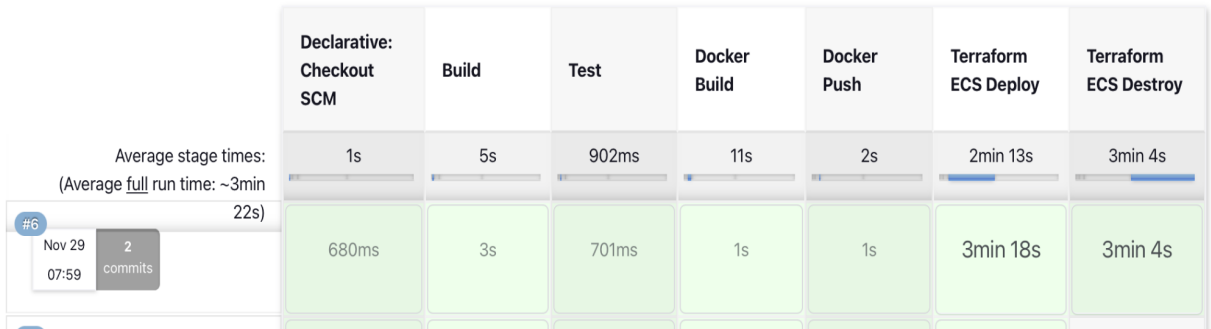 Declarative:
Checkout
SCM
Build
Test
Docker
Build
Docker
Push
Terraform
ECS Deploy
Terraform
ECS Destroy
Average stage times:
(Average full run time: ~3min
22s)
1s
5s
902ms
11s
2s
2min 13s
3min 4s
#6
Nov 29
07:59
2
commits
680ms
3s
701ms
1s
1s
3min 18s
3min 4s